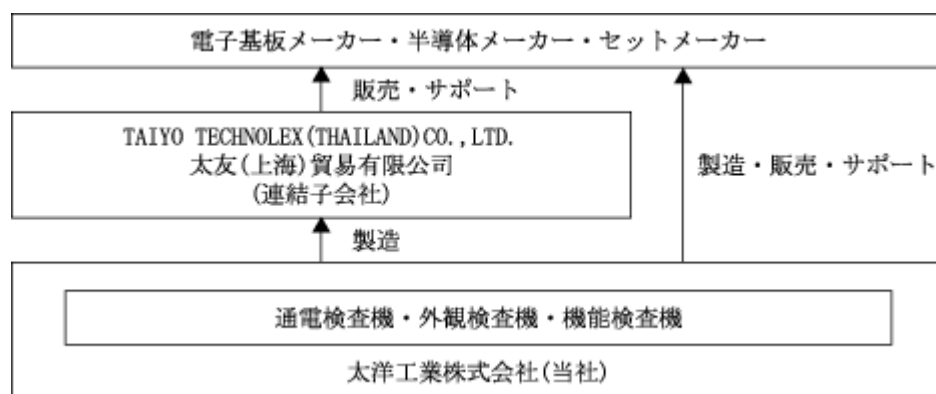 電子基板メーカー・半導体メーカー・セットメーカー
販売・サポート
TAIYO TECHNOLEX(THAILAND)CO.,LTD.
太友(上海)貿易有限公司
(連結子会社)
製造・販売・サポート
製造
通電検査機・外観検査機・機能検査機
太洋工業株式会社(当社)